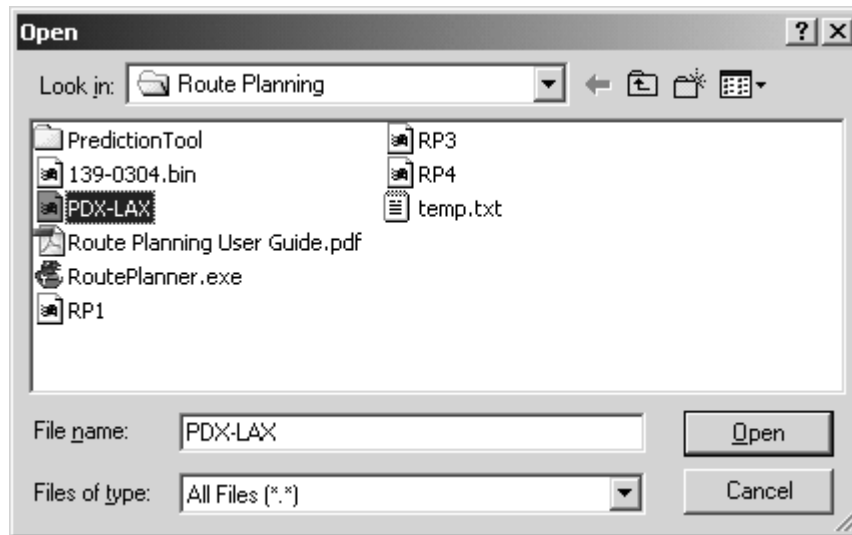 Open
Look in: Route Planning
PredictionTool
139-0304.bin
PDX-LAX
Route Planning User Guide.pdf
RoutePlanner.exe
RP1
RP3
RP4
temp.txt
File name: PDX-LAX Open
Files of type: All Files (*.*) Cancel